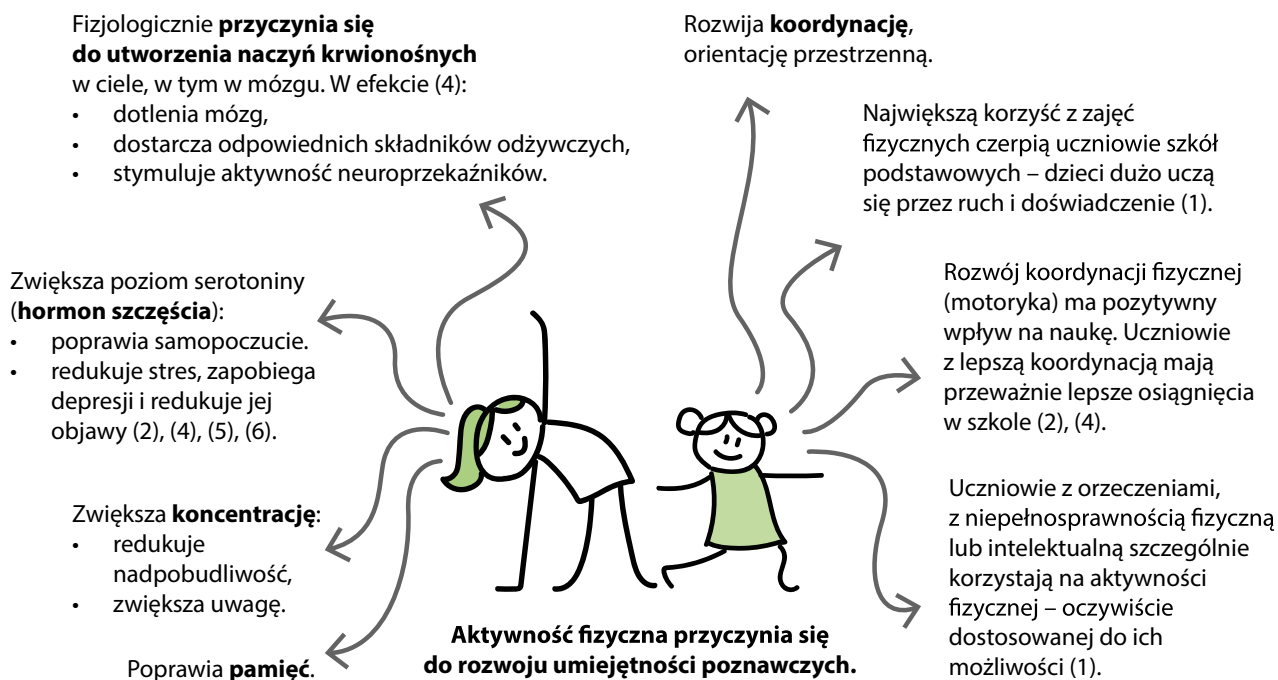 Fizjologicznie przyczynia się
do utworzenia naczyń krwionośnych
w ciele, w tym w mózgu. W efekcie (4):
• dotlenia mózg,
• dostarcza odpowiednich składników odżywczych,
• stymuluje aktywność neuroprzekaźników.
Zwiększa poziom serotoniny
(hormon szczęścia):
• poprawia samopoczucie.
• redukuje stres, zapobiega
depresji i redukuje jej
objawy (2), (4), (5), (6).
Zwiększa koncentrację:
• redukuje
nadpobudliwość,
• zwiększa uwagę.
Poprawia pamięć.
Rozwija koordynację,
orientację przestrzenną.
Największą korzyść z zajęć
fizycznych czerpią uczniowie szkół
podstawowych – dzieci dużo uczą
się przez ruch i doświadczenie (1).
Rozwój koordynacji fizycznej
(motoryka) ma pozytywny
wpływ na naukę. Uczniowie
z lepszą koordynacją mają
przeważnie lepsze osiągnięcia
w szkole (2), (4).
Uczniowie z orzeczeniami,
z niepełnosprawnością fizyczną
lub intelektualną szczególnie
korzystają na aktywności
fizycznej – oczywiście
dostosowanej do ich
możliwości (1).
Aktywność fizyczna przyczynia się
do rozwoju umiejętności poznawczych.